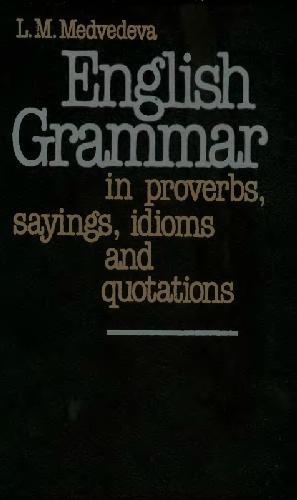 L. M. Medvedeva
English
Grammar
in proverbs,
sayings, idioms
and
quotations